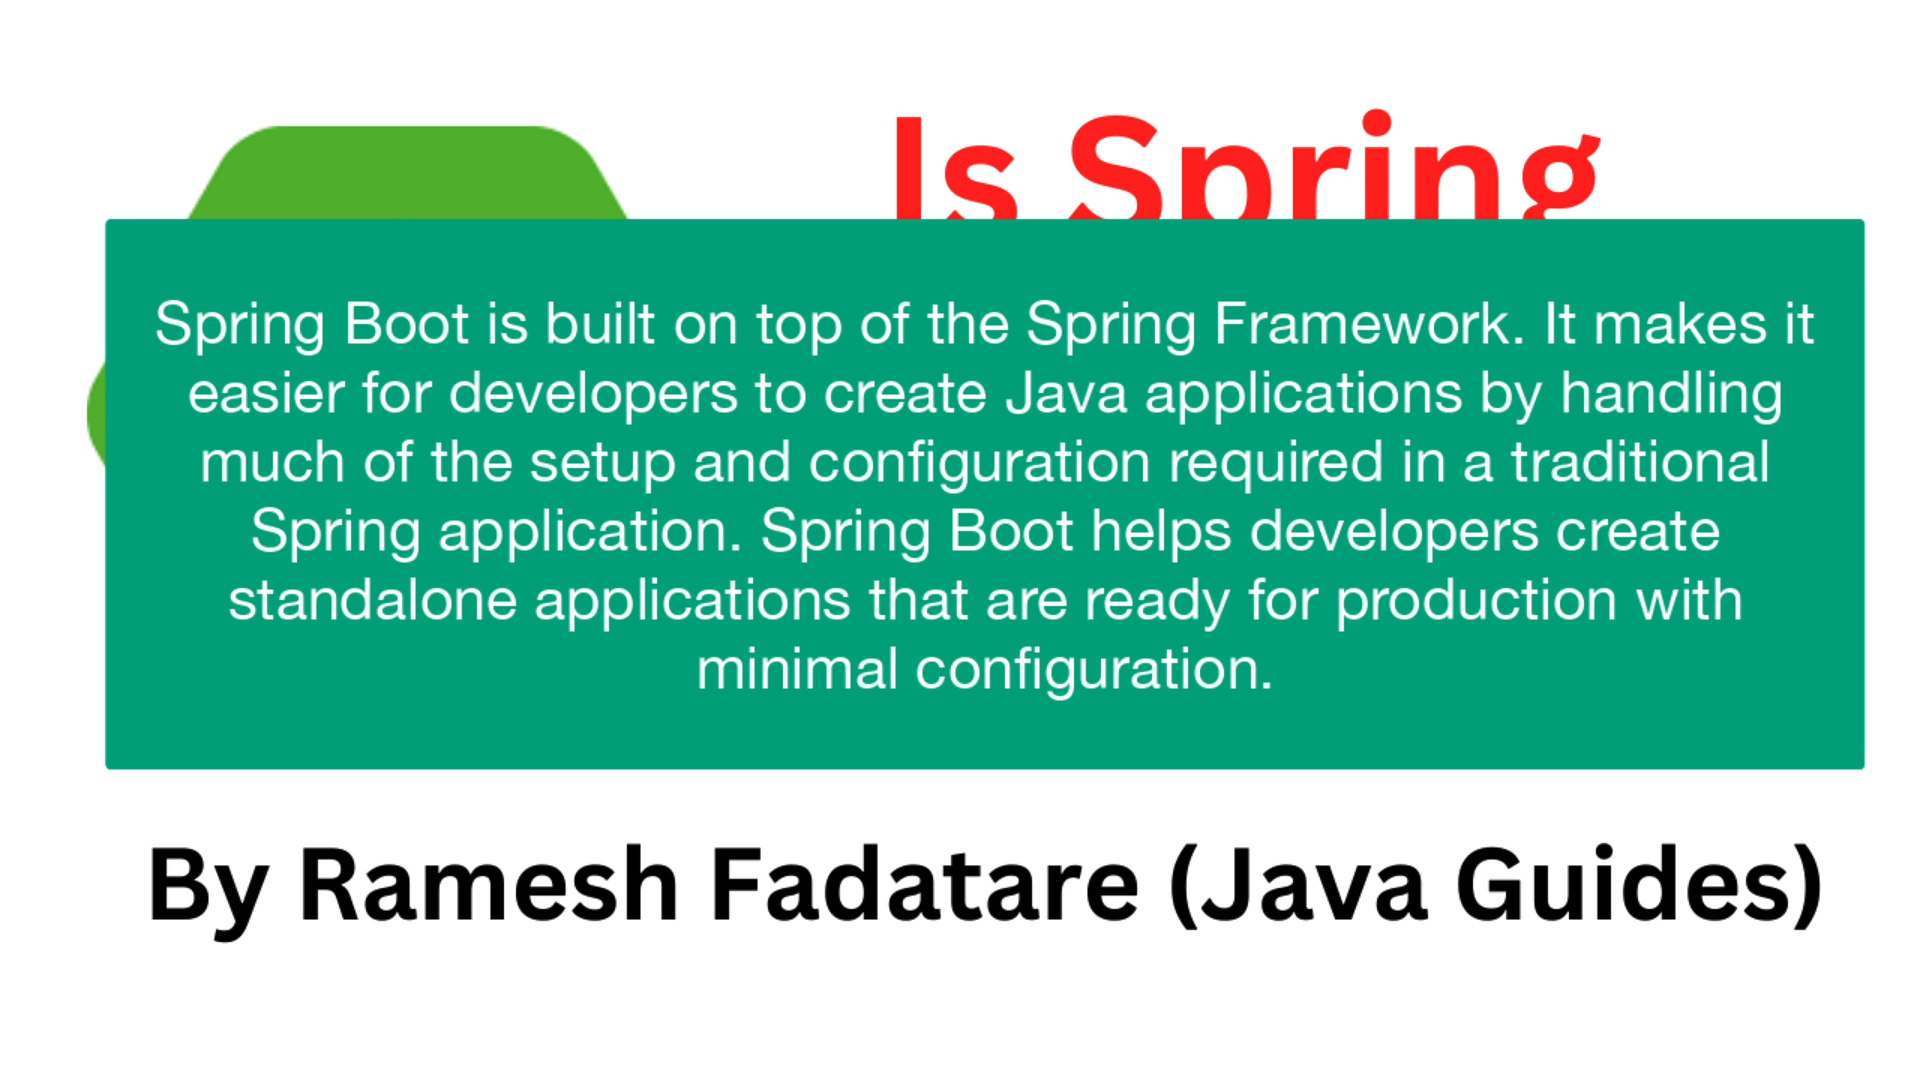 Is Spring
Spring Boot is built on top of the Spring Framework. It makes it
easier for developers to create Java applications by handling
much of the setup and configuration required in a traditional
Spring application. Spring Boot helps developers create
standalone applications that are ready for production with
minimal configuration.
By Ramesh Fadatare (Java Guides)